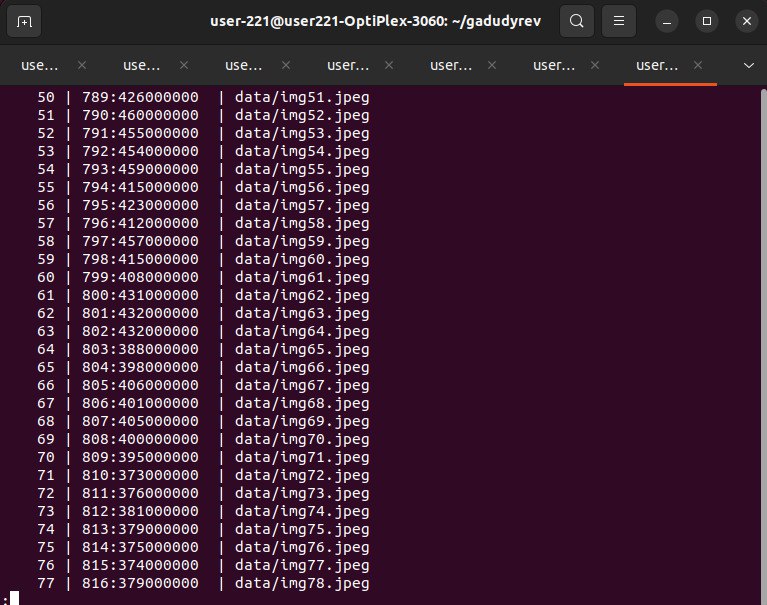 user-221@user221-OptiPlex-3060: ~/gadudyrev
use... × use... × use... × user... × user... × user... × user... ×
50 | 789:426000000 | data/img51.jpeg
51 | 790:460000000 | data/img52.jpeg
52 | 791:455000000 | data/img53.jpeg
53 | 792:454000000 | data/img54.jpeg
54 | 793:459000000 | data/img55.jpeg
55 | 794:415000000 | data/img56.jpeg
56 | 795:423000000 | data/img57.jpeg
57 | 796:412000000 | data/img58.jpeg
58 | 797:457000000 | data/img59.jpeg
59 | 798:415000000 | data/img60.jpeg
60 | 799:408000000 | data/img61.jpeg
61 | 800:431000000 | data/img62.jpeg
62 | 801:432000000 | data/img63.jpeg
63 | 802:432000000 | data/img64.jpeg
64 | 803:388000000 | data/img65.jpeg
65 | 804:398000000 | data/img66.jpeg
66 | 805:406000000 | data/img67.jpeg
67 | 806:401000000 | data/img68.jpeg
68 | 807:405000000 | data/img69.jpeg
69 | 808:400000000 | data/img70.jpeg
70 | 809:395000000 | data/img71.jpeg
71 | 810:373000000 | data/img72.jpeg
72 | 811:376000000 | data/img73.jpeg
73 | 812:381000000 | data/img74.jpeg
74 | 813:379000000 | data/img75.jpeg
75 | 814:375000000 | data/img76.jpeg
76 | 815:374000000 | data/img77.jpeg
77 | 816:379000000 | data/img78.jpeg
: